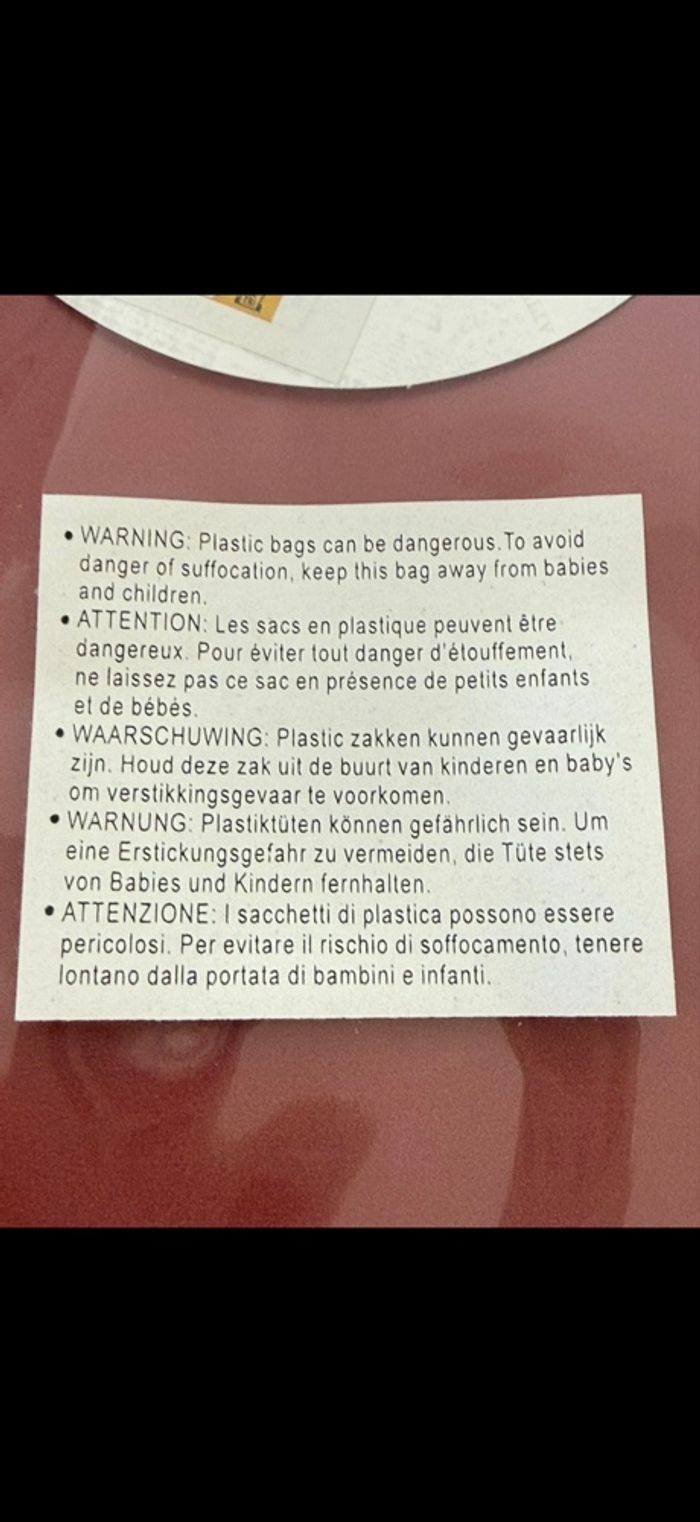 • WARNING: Plastic bags can be dangerous.To avoid
danger of suffocation, keep this bag away from babies
and children.
• ATTENTION: Les sacs en plastique peuvent être
dangereux. Pour éviter tout danger d'étouffement,
ne laissez pas ce sac en présence de petits enfants
et de bébés.
• WAARSCHUWING: Plastic zakken kunnen gevaarlijk
zijn. Houd deze zak uit de buurt van kinderen en baby's
om verstikkingsgevaar te voorkomen.
• WARNUNG: Plastiktüten können gefährlich sein. Um
eine Erstickungsgefahr zu vermeiden, die Tüte stets
von Babies und Kindern fernhalten.
• ATTENZIONE: I sacchetti di plastica possono essere
pericolosi. Per evitare il rischio di soffocamento, tenere
lontano dalla portata di bambini e infanti.